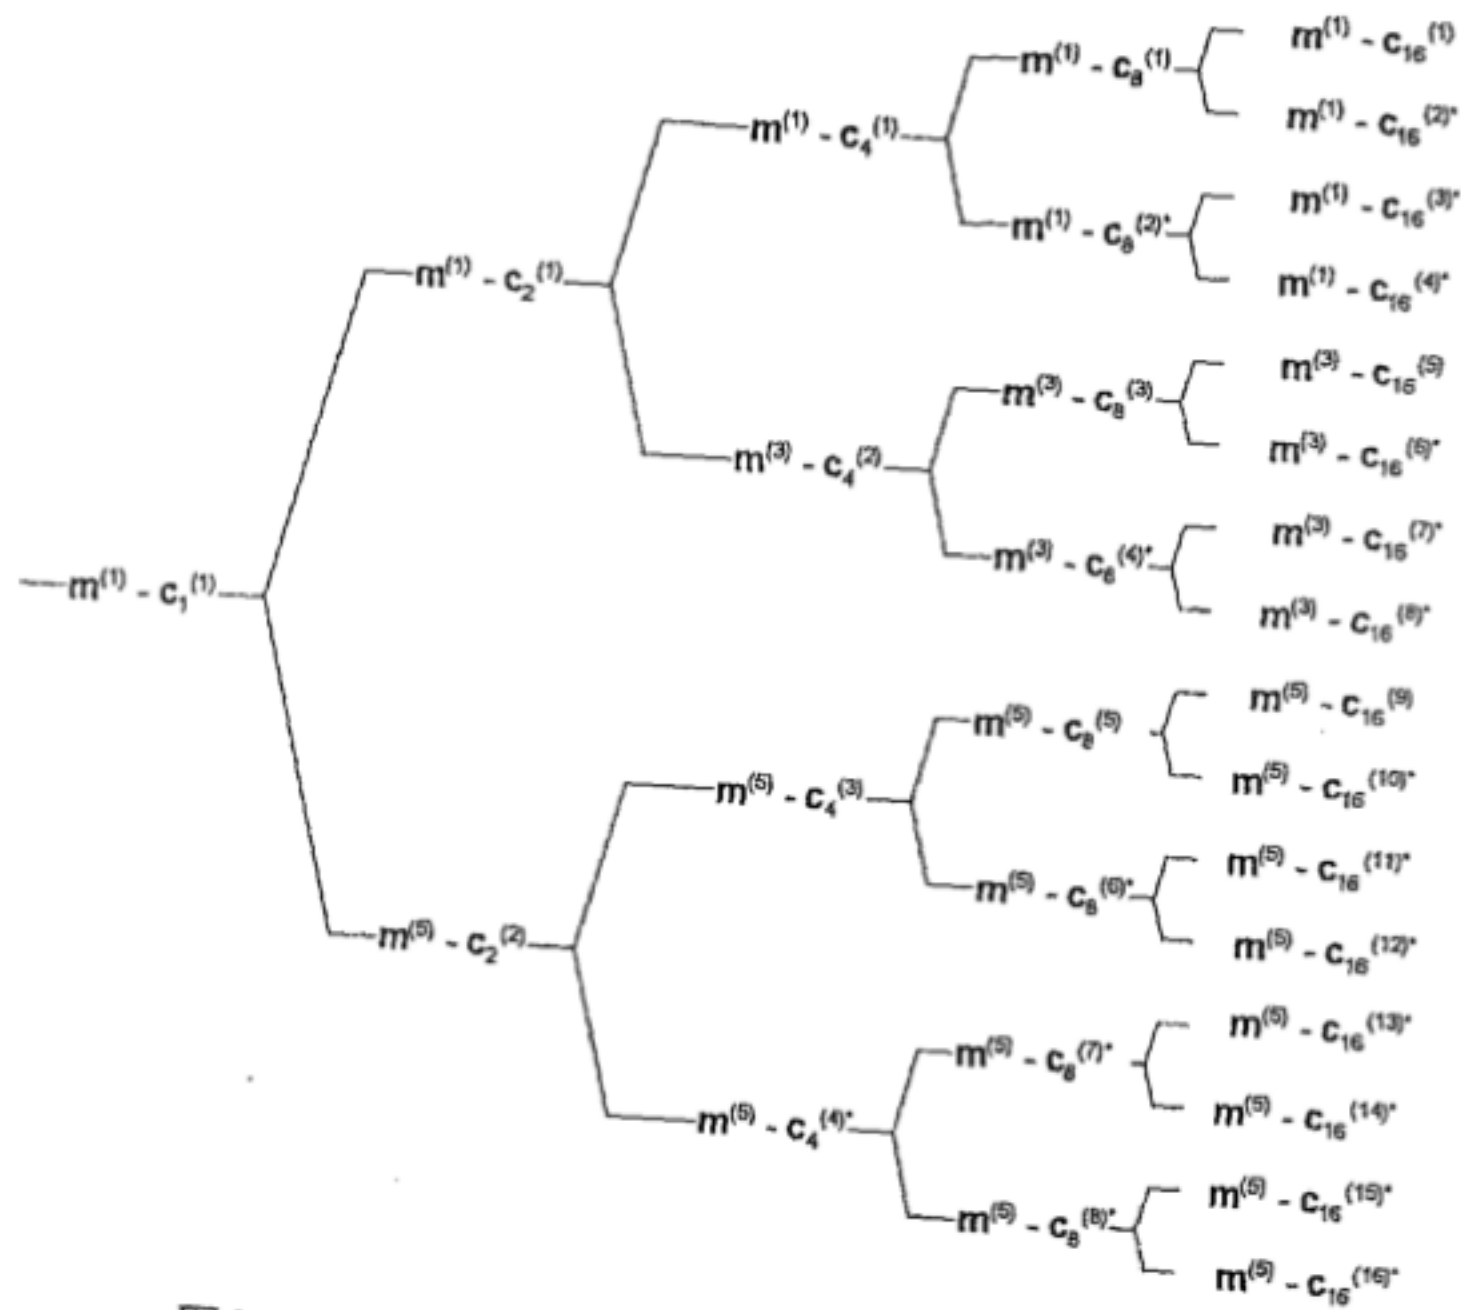 m⁽¹⁾ - c₁⁽¹⁾
m⁽¹⁾ - c₂⁽¹⁾
m⁽⁵⁾ - c₂⁽²⁾
m⁽¹⁾ - c₄⁽¹⁾
m⁽³⁾ - c₄⁽²⁾
m⁽⁵⁾ - c₄⁽³⁾
m⁽⁵⁾ - c₄⁽⁴⁾*
m⁽¹⁾ - c₈⁽¹⁾
m⁽¹⁾ - c₈⁽²⁾*
m⁽³⁾ - c₈⁽³⁾
m⁽³⁾ - c₈⁽⁴⁾*
m⁽⁵⁾ - c₈⁽⁵⁾
m⁽⁵⁾ - c₈⁽⁶⁾*
m⁽⁵⁾ - c₈⁽⁷⁾*
m⁽⁵⁾ - c₈⁽⁸⁾*
m⁽¹⁾ - c₁₆⁽¹⁾
m⁽¹⁾ - c₁₆⁽²⁾*
m⁽¹⁾ - c₁₆⁽³⁾*
m⁽¹⁾ - c₁₆⁽⁴⁾*
m⁽³⁾ - c₁₆⁽⁵⁾
m⁽³⁾ - c₁₆⁽⁶⁾*
m⁽³⁾ - c₁₆⁽⁷⁾*
m⁽³⁾ - c₁₆⁽⁸⁾*
m⁽⁵⁾ - c₁₆⁽⁹⁾
m⁽⁵⁾ - c₁₆⁽¹⁰⁾*
m⁽⁵⁾ - c₁₆⁽¹¹⁾*
m⁽⁵⁾ - c₁₆⁽¹²⁾*
m⁽⁵⁾ - c₁₆⁽¹³⁾*
m⁽⁵⁾ - c₁₆⁽¹⁴⁾*
m⁽⁵⁾ - c₁₆⁽¹⁵⁾*
m⁽⁵⁾ - c₁₆⁽¹⁶⁾*